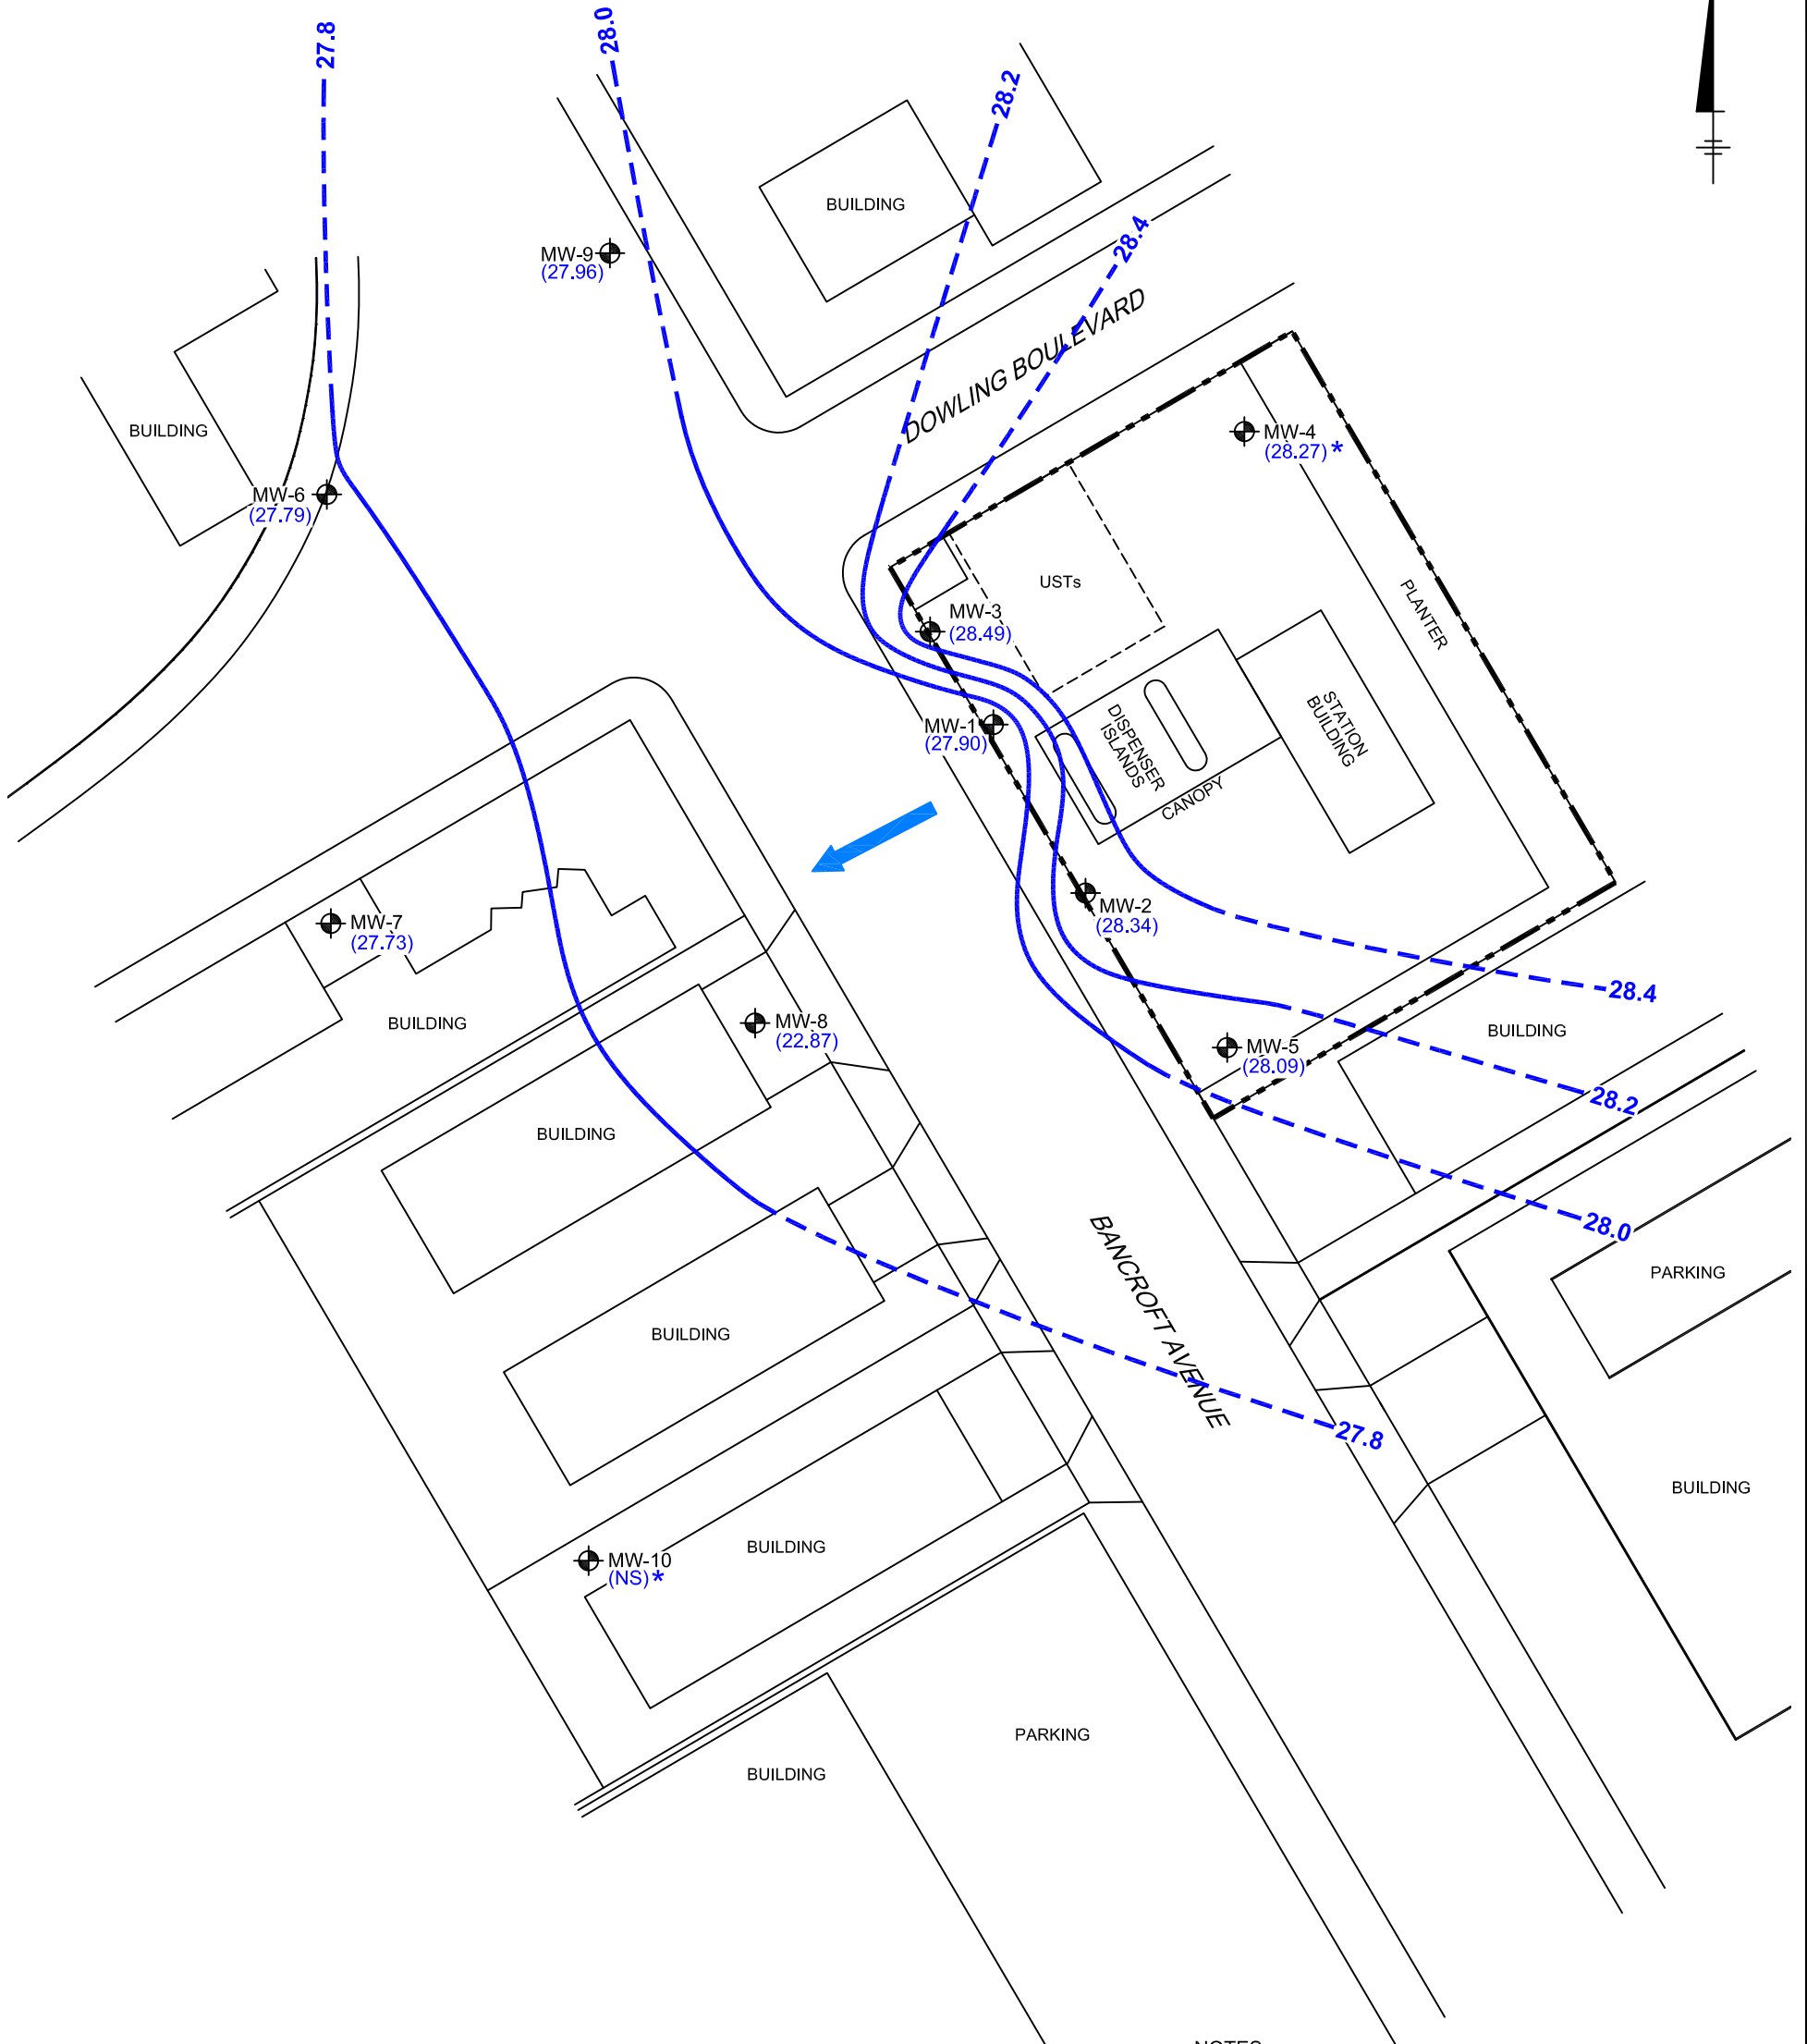 27.8
28.0
28.2
28.4
BUILDING
MW-9
(27.96)
DOWLING BOULEVARD
BUILDING
MW-4
(28.27)*
MW-6
(27.79)
USTs
PLANTER
MW-3
(28.49)
MW-1
(27.90)
DISPENSER
ISLANDS
CANOPY
STATION
BUILDING
MW-2
(28.34)
MW-7
(27.73)
28.4
BUILDING
MW-8
(22.87)
BUILDING
MW-5
(28.09)
28.2
BUILDING
28.0
BANCROFT AVENUE
PARKING
BUILDING
27.8
BUILDING
BUILDING
MW-10
(NS)*
PARKING
BUILDING
NOTES